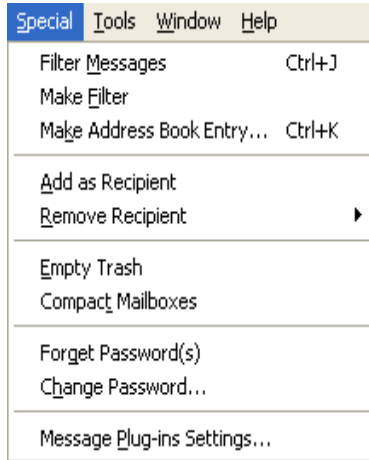 Special Tools Window Help
Filter Messages Ctrl+J
Make Filter
Make Address Book Entry... Ctrl+K
Add as Recipient
Remove Recipient
Empty Trash
Compact Mailboxes
Forget Password(s)
Change Password...
Message Plug-ins Settings...